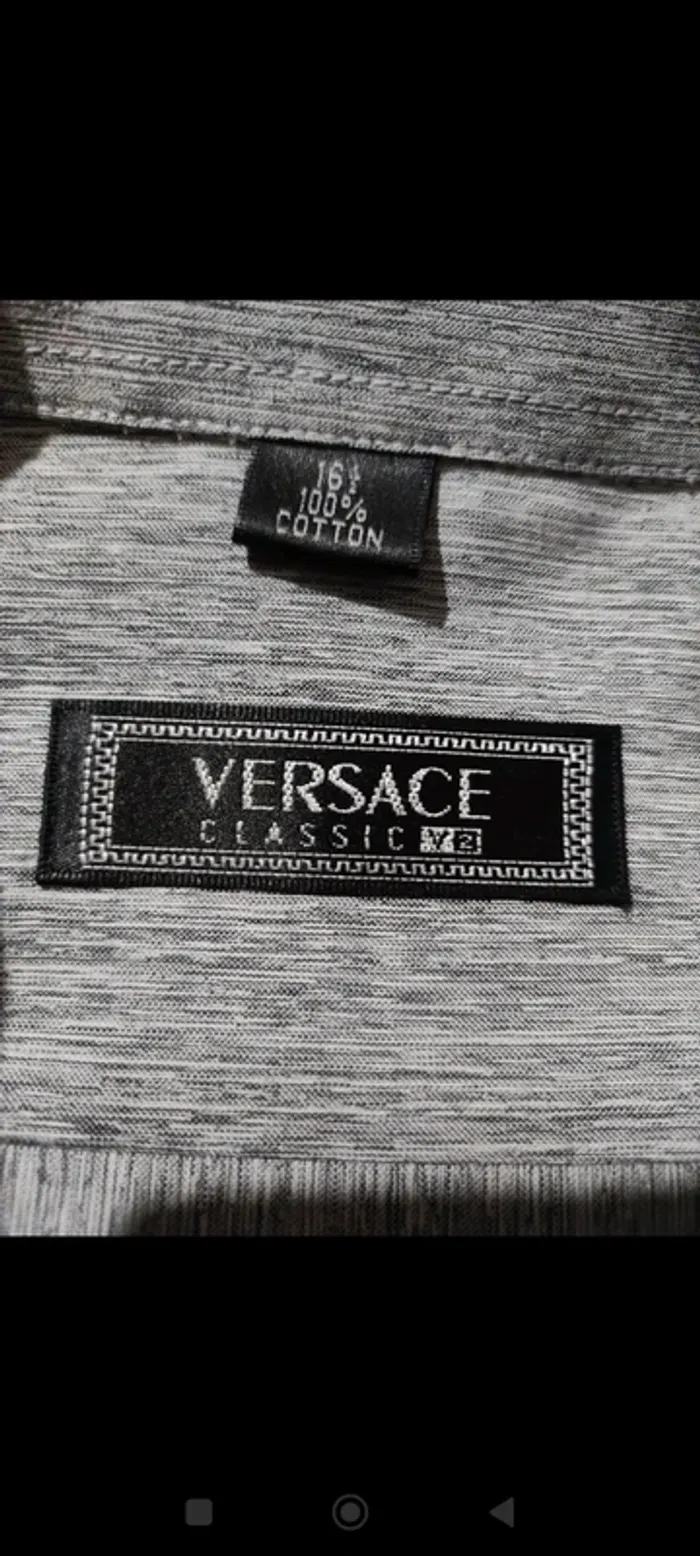 16½
100%
COTTON
VERSACE
CLASSIC V2